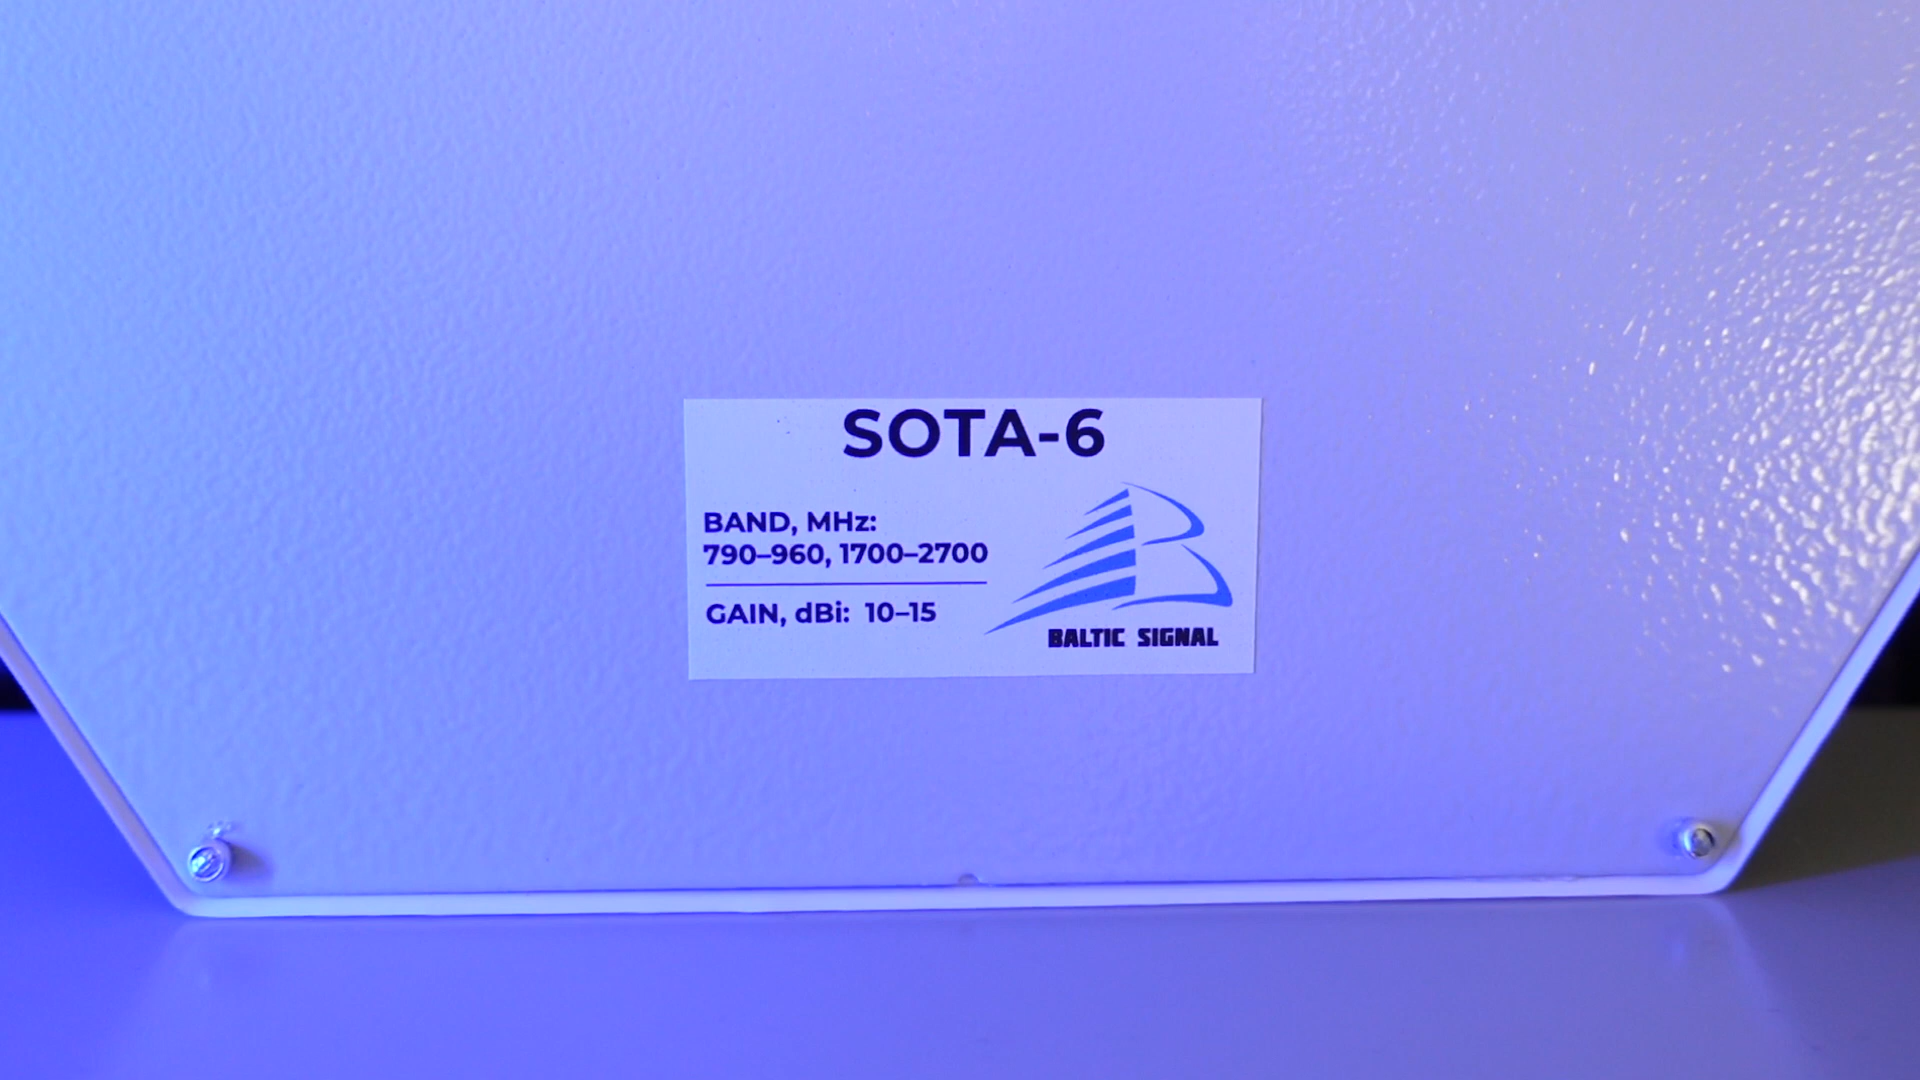 SOTA-6
BAND, MHz:
790–960, 1700–2700
GAIN, dBi: 10–15
BALTIC SIGNAL